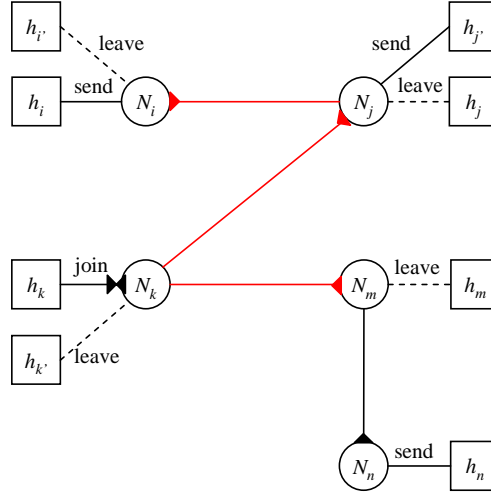 h_i' leave h_j'
send
h_i send N_i N_j leave h_j
h_k join N_k N_m leave h_m
h_k' leave
N_n send h_n